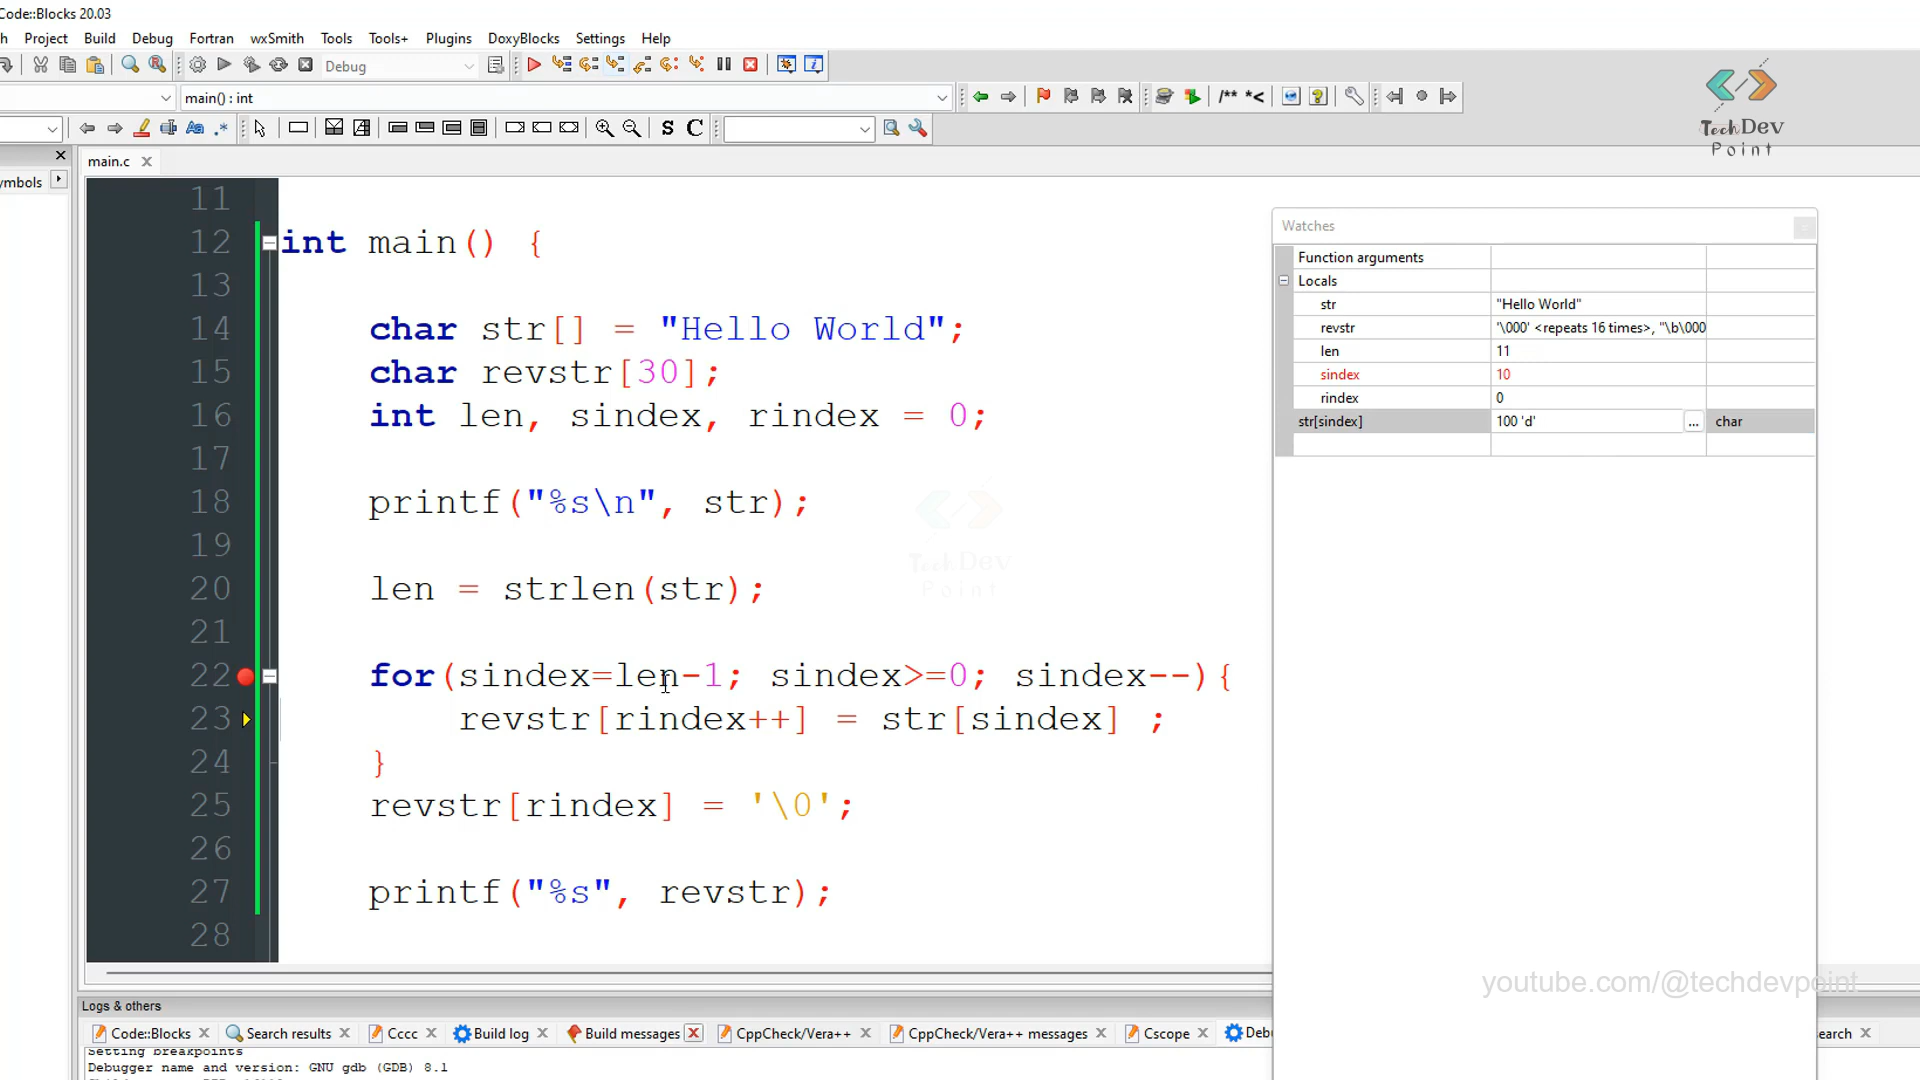 Code::Blocks 20.03
h Project Build Debug Fortran wxSmith Tools Tools+ Plugins DoxyBlocks Settings Help
Debug
main() : int
/** *<
Aa .* S C
TechDev
Point
main.c
ymbols
11
12 int main() {
13
14 char str[] = "Hello World";
15 char revstr[30];
16 int len, sindex, rindex = 0;
17
18 printf("%s\n", str);
19
20 len = strlen(str);
21
22 for(sindex=len-1; sindex>=0; sindex--){
23 revstr[rindex++] = str[sindex] ;
24 }
25 revstr[rindex] = '\0';
26
27 printf("%s", revstr);
28
TechDev
Point
Watches
Function arguments
Locals
str "Hello World"
revstr '\000' <repeats 16 times>, "\b\000
len 11
sindex 10
rindex 0
str[sindex] 100 'd' ... char
youtube.com/@techdevpoint
Logs & others
Code::Blocks Search results Cccc Build log Build messages CppCheck/Vera++ CppCheck/Vera++ messages Cscope Debu earch
Setting breakpoints
Debugger name and version: GNU gdb (GDB) 8.1